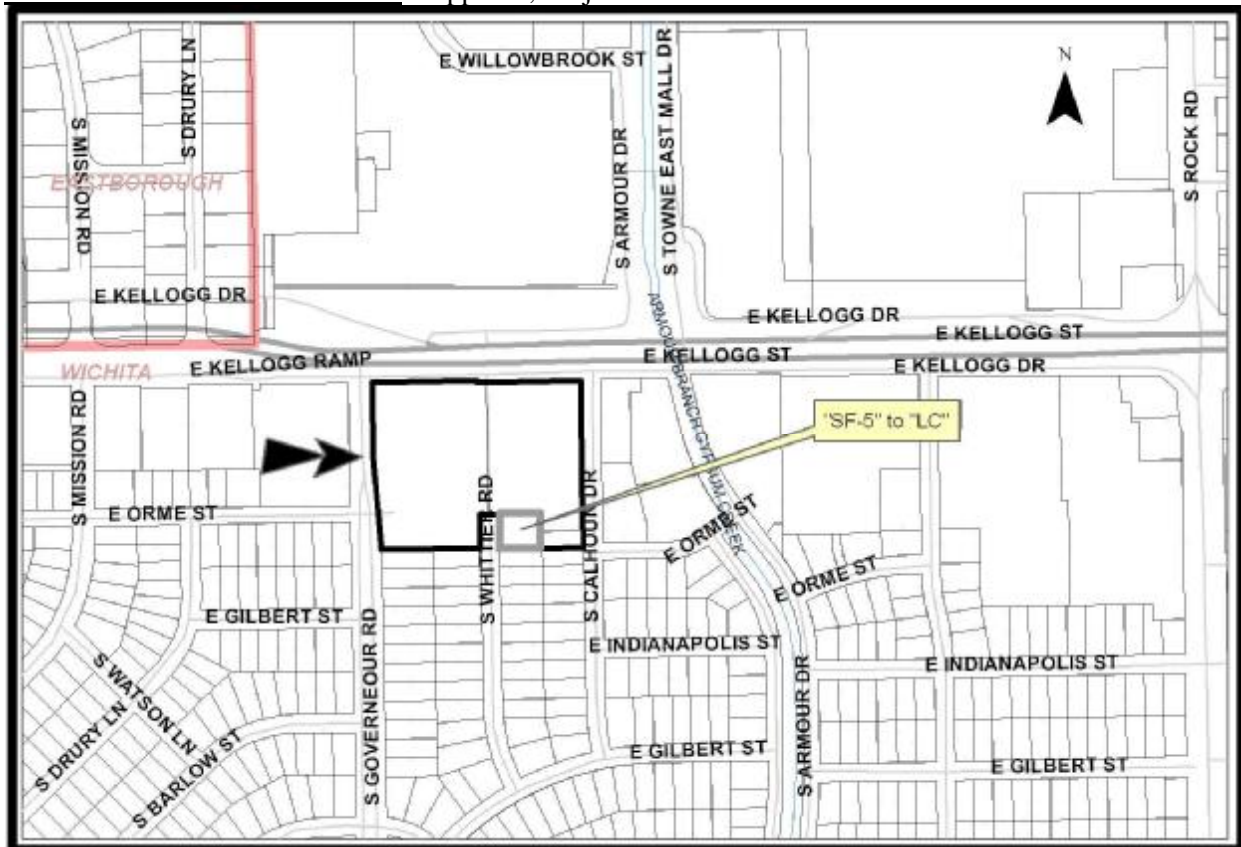 E WILLOWBROOK ST
N
S MISSION RD
S DRURY LN
S ARMOUR DR
S TOWNE EAST MALL DR
S ROCK RD
EASTBOROUGH
E KELLOGG DR
E KELLOGG DR
E KELLOGG ST
E KELLOGG ST
E KELLOGG RAMP
E KELLOGG DR
WICHITA
"SF-5" to "LC"
S MISSION RD
S WHITTIER RD
S CALHOUN DR
E ORME ST
E ORME ST
E ORME ST
E GILBERT ST
E INDIANAPOLIS ST
E INDIANAPOLIS ST
S WATSON LN
S DRURY LN
S BARLOW ST
S GOVERNEOUR RD
E GILBERT ST
S ARMOUR DR
E GILBERT ST